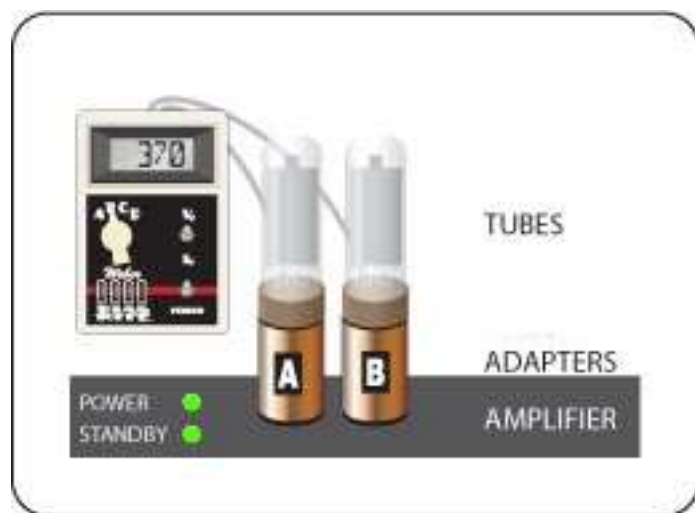 370
A B C D
A
B
TUBES
ADAPTERS
AMPLIFIER
POWER
STANDBY